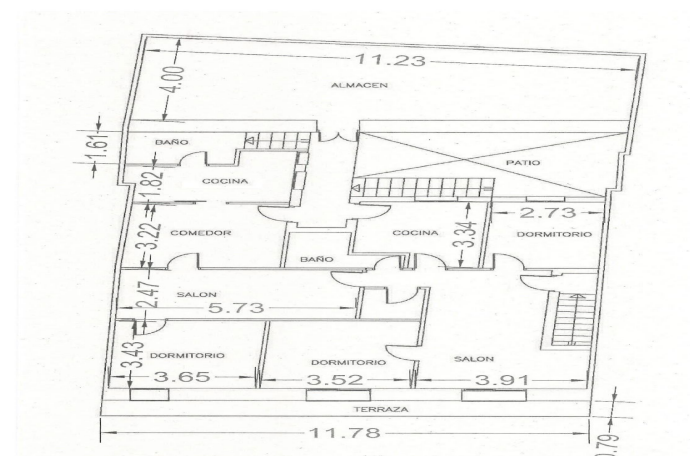 11.23
4.00
ALMACEN
1.61
BAÑO
PATIO
1.82
COCINA
2.73
3.22
COMEDOR
COCINA
3.34
DORMITORIO
BAÑO
2.47
SALON
5.73
3.43
DORMITORIO
DORMITORIO
SALON
3.65
3.52
3.91
TERRAZA
11.78
0.79